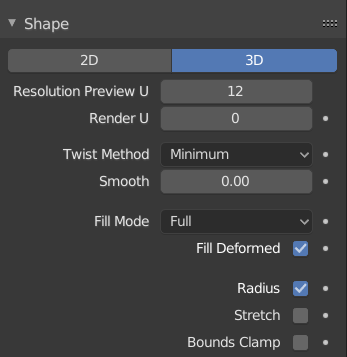 Shape
2D 3D
Resolution Preview U 12
Render U 0
Twist Method Minimum
Smooth 0.00
Fill Mode Full
Fill Deformed
Radius
Stretch
Bounds Clamp